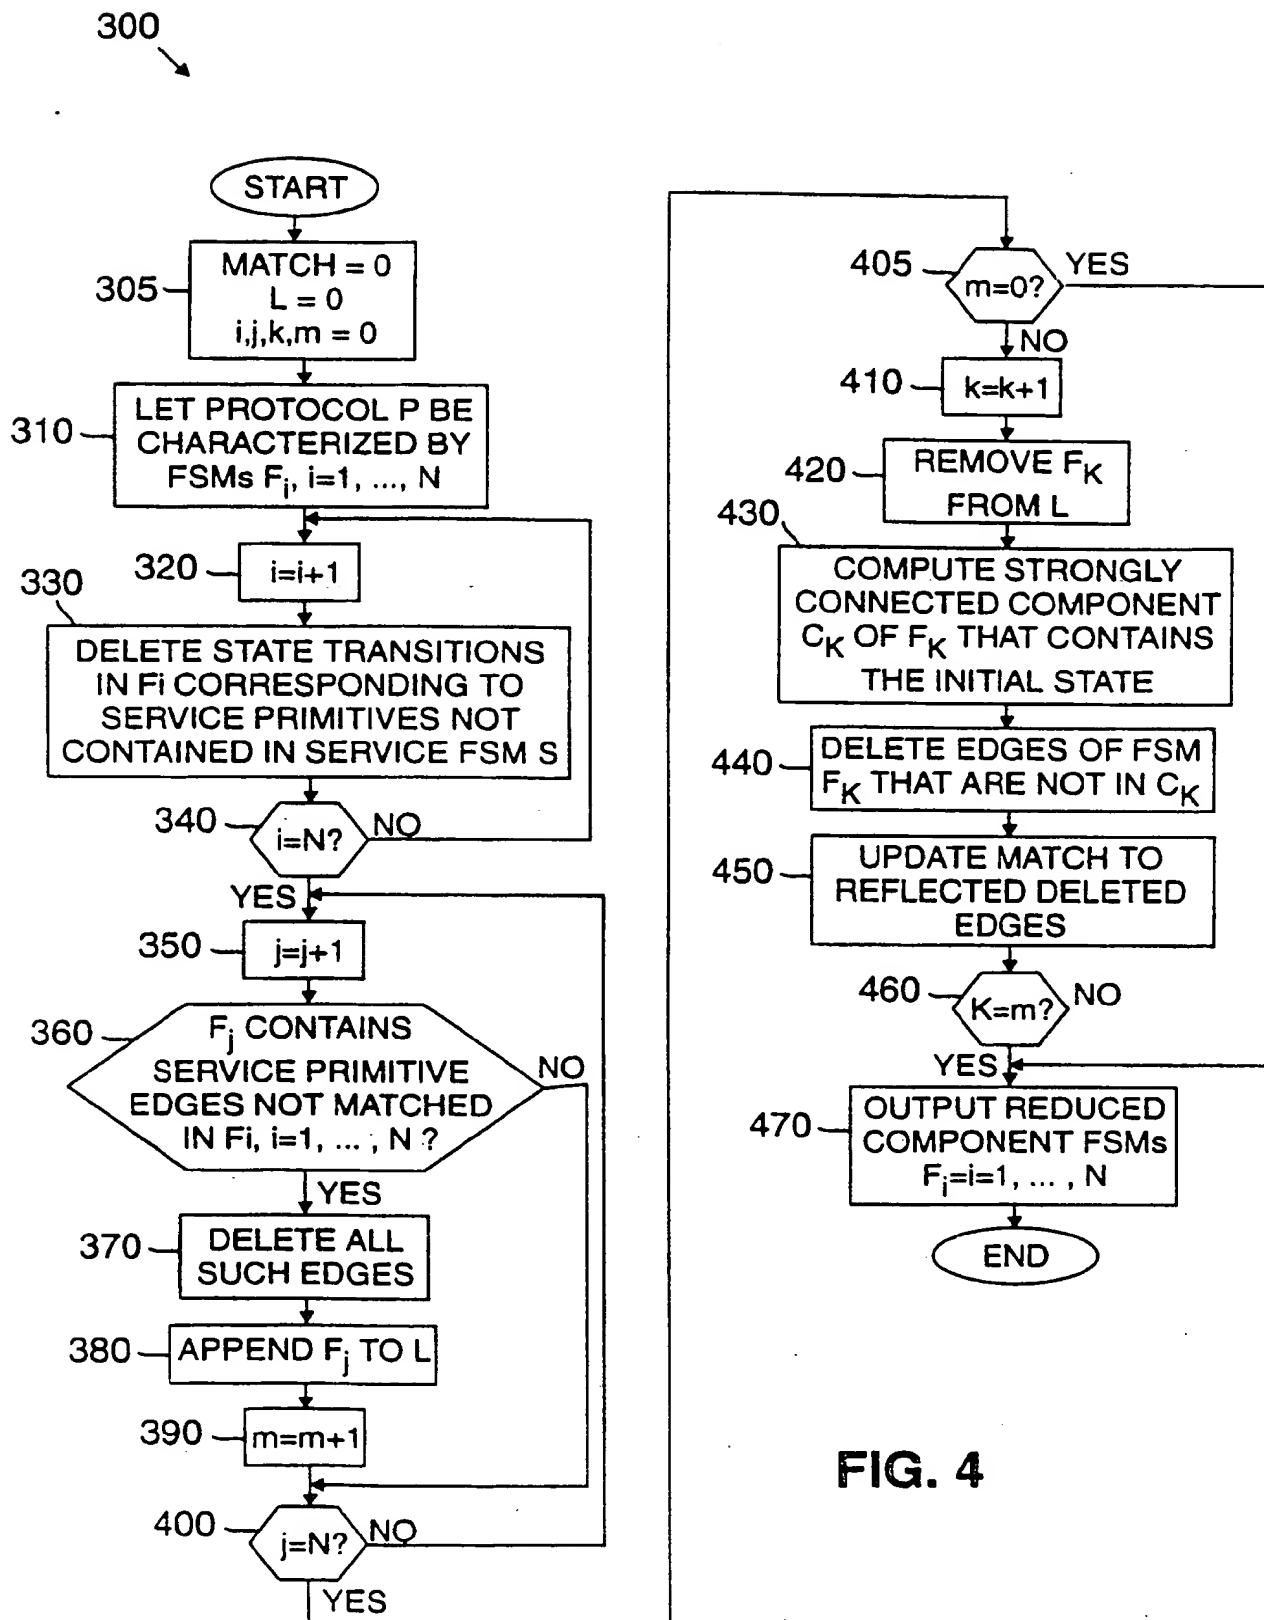 300
START
305
MATCH = 0
L = 0
i,j,k,m = 0
310
LET PROTOCOL P BE
CHARACTERIZED BY
FSMs Fi, i=1, ..., N
320
i=i+1
330
DELETE STATE TRANSITIONS
IN Fi CORRESPONDING TO
SERVICE PRIMITIVES NOT
CONTAINED IN SERVICE FSM S
340
i=N?
NO
YES
350
j=j+1
360
Fj CONTAINS
SERVICE PRIMITIVE
EDGES NOT MATCHED
IN Fi, i=1, ... , N ?
NO
YES
370
DELETE ALL
SUCH EDGES
380
APPEND Fj TO L
390
m=m+1
400
j=N?
NO
YES
405
m=0?
YES
NO
410
k=k+1
420
REMOVE FK
FROM L
430
COMPUTE STRONGLY
CONNECTED COMPONENT
CK OF FK THAT CONTAINS
THE INITIAL STATE
440
DELETE EDGES OF FSM
FK THAT ARE NOT IN CK
450
UPDATE MATCH TO
REFLECTED DELETED
EDGES
460
K=m?
NO
YES
470
OUTPUT REDUCED
COMPONENT FSMs
Fi=i=1, ... , N
END
FIG. 4